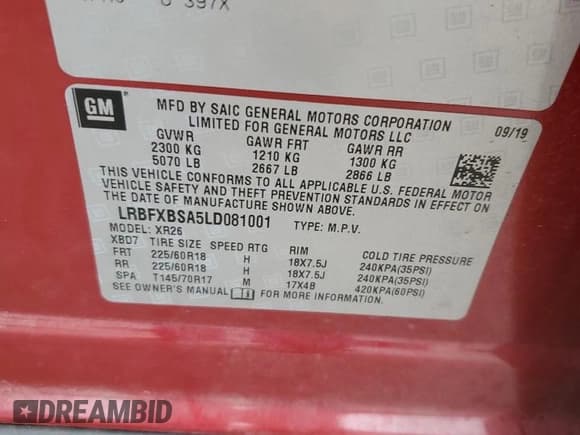 397X
GM
MFD BY SAIC GENERAL MOTORS CORPORATION
LIMITED FOR GENERAL MOTORS LLC
09/19
GVWR GAWR FRT GAWR RR
2300 KG 1210 KG 1300 KG
5070 LB 2667 LB 2866 LB
THIS VEHICLE CONFORMS TO ALL APPLICABLE U.S. FEDERAL MOTOR
VEHICLE SAFETY AND THEFT PREVENTION STANDARDS IN EFFECT ON
THE DATE OF MANUFACTURE SHOWN ABOVE.
LRBFXBSA5LD081001 TYPE: M.P.V.
MODEL: XR26
XBD7 TIRE SIZE SPEED RTG RIM COLD TIRE PRESSURE
FRT 225/60R18 H 18X7.5J 240KPA(35PSI)
RR 225/60R18 H 18X7.5J 240KPA(35PSI)
SPA T145/70R17 M 17X4B 420KPA(60PSI)
SEE OWNER'S MANUAL FOR MORE INFORMATION
DREAMBID